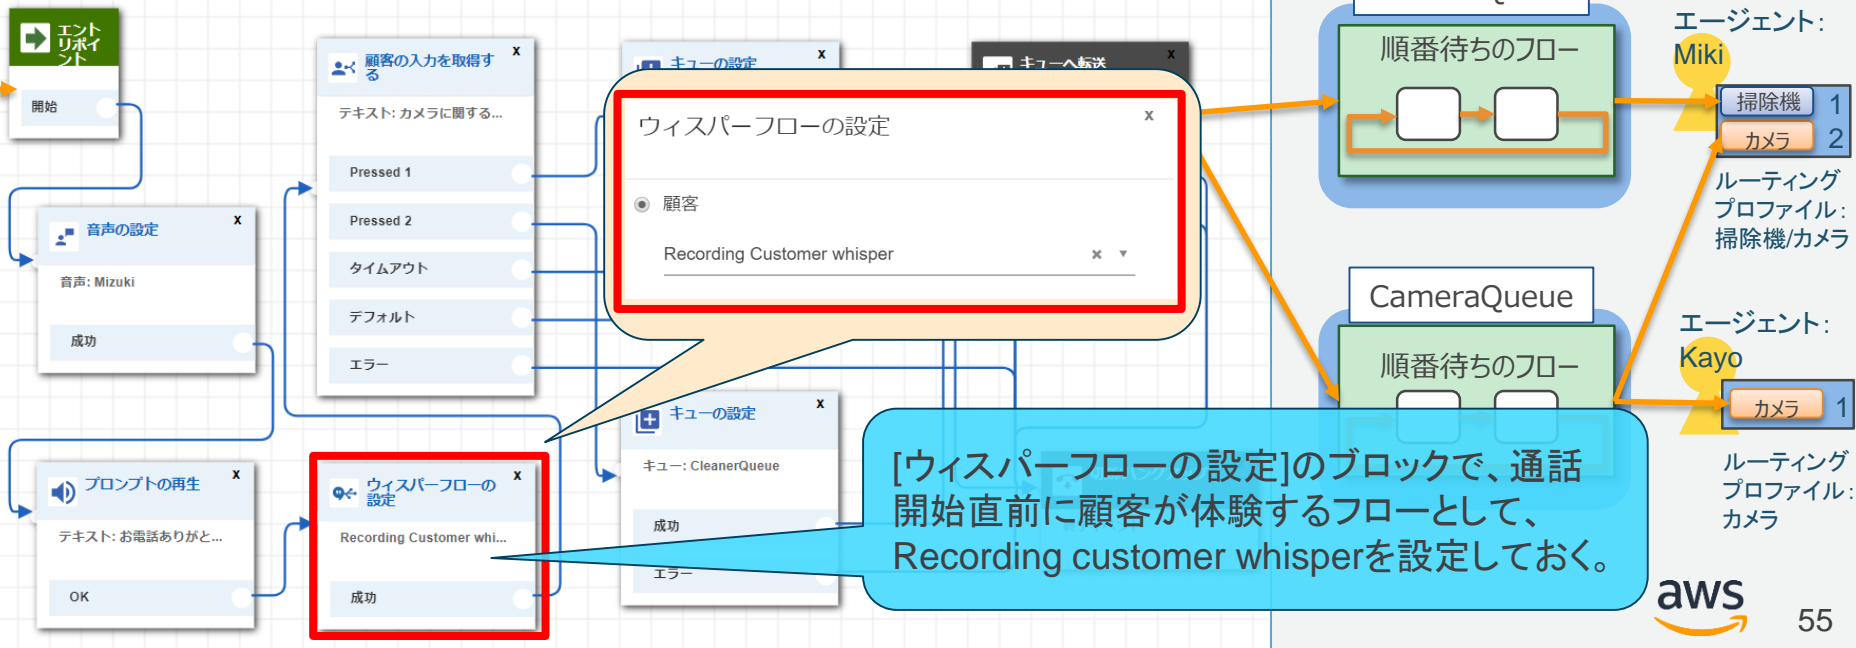 エント
リポイ
ント
開始
音声の設定
x
音声: Mizuki
成功
プロンプトの再生
x
テキスト: お電話ありがと...
OK
顧客の入力を取得す
る
x
テキスト: カメラに関する...
Pressed 1
Pressed 2
タイムアウト
デフォルト
エラー
ウィスパーフローの
設定
x
Recording Customer whi...
成功
キューの設定
x
キューへ転送
x
ウィスパーフローの設定
x
顧客
Recording Customer whisper
キューの設定
x
キュー: CleanerQueue
成功
エラー
[ウィスパーフローの設定]のブロックで、通話
開始直前に顧客が体験するフローとして、
Recording customer whisperを設定しておく。
順番待ちのフロー
CameraQueue
順番待ちのフロー
エージェント:
Miki
掃除機 1
カメラ 2
ルーティング
プロファイル:
掃除機/カメラ
エージェント:
Kayo
カメラ 1
ルーティング
プロファイル:
カメラ
aws
55